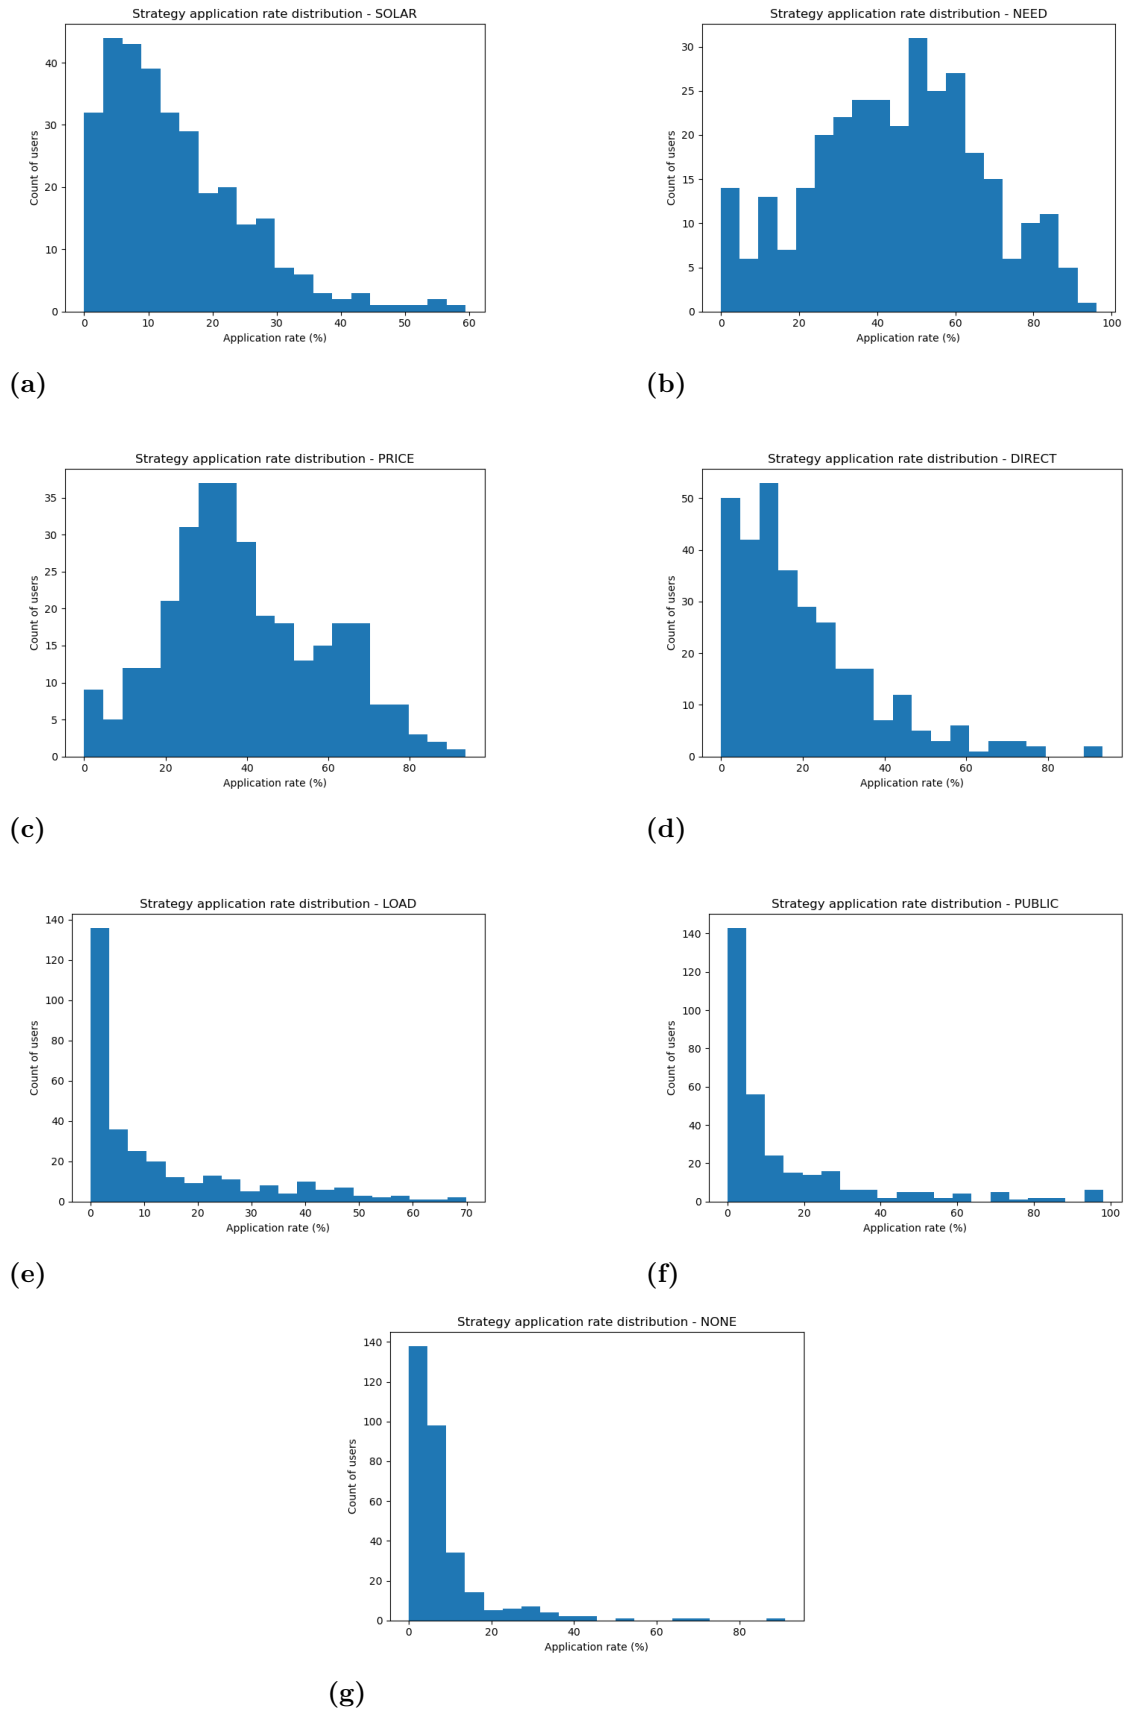 Strategy application rate distribution - SOLAR
40
30
20
10
0
Count of users
0 10 20 30 40 50 60
Application rate (%)
(a)
Strategy application rate distribution - NEED
30
25
20
15
10
5
0
Count of users
0 20 40 60 80 100
Application rate (%)
(b)
Strategy application rate distribution - PRICE
35
30
25
20
15
10
5
0
Count of users
0 20 40 60 80
Application rate (%)
(c)
Strategy application rate distribution - DIRECT
50
40
30
20
10
0
Count of users
0 20 40 60 80
Application rate (%)
(d)
Strategy application rate distribution - LOAD
140
120
100
80
60
40
20
0
Count of users
0 10 20 30 40 50 60 70
Application rate (%)
(e)
Strategy application rate distribution - PUBLIC
140
120
100
80
60
40
20
0
Count of users
0 20 40 60 80 100
Application rate (%)
(f)
Strategy application rate distribution - NONE
140
120
100
80
60
40
20
0
Count of users
0 20 40 60 80
Application rate (%)
(g)